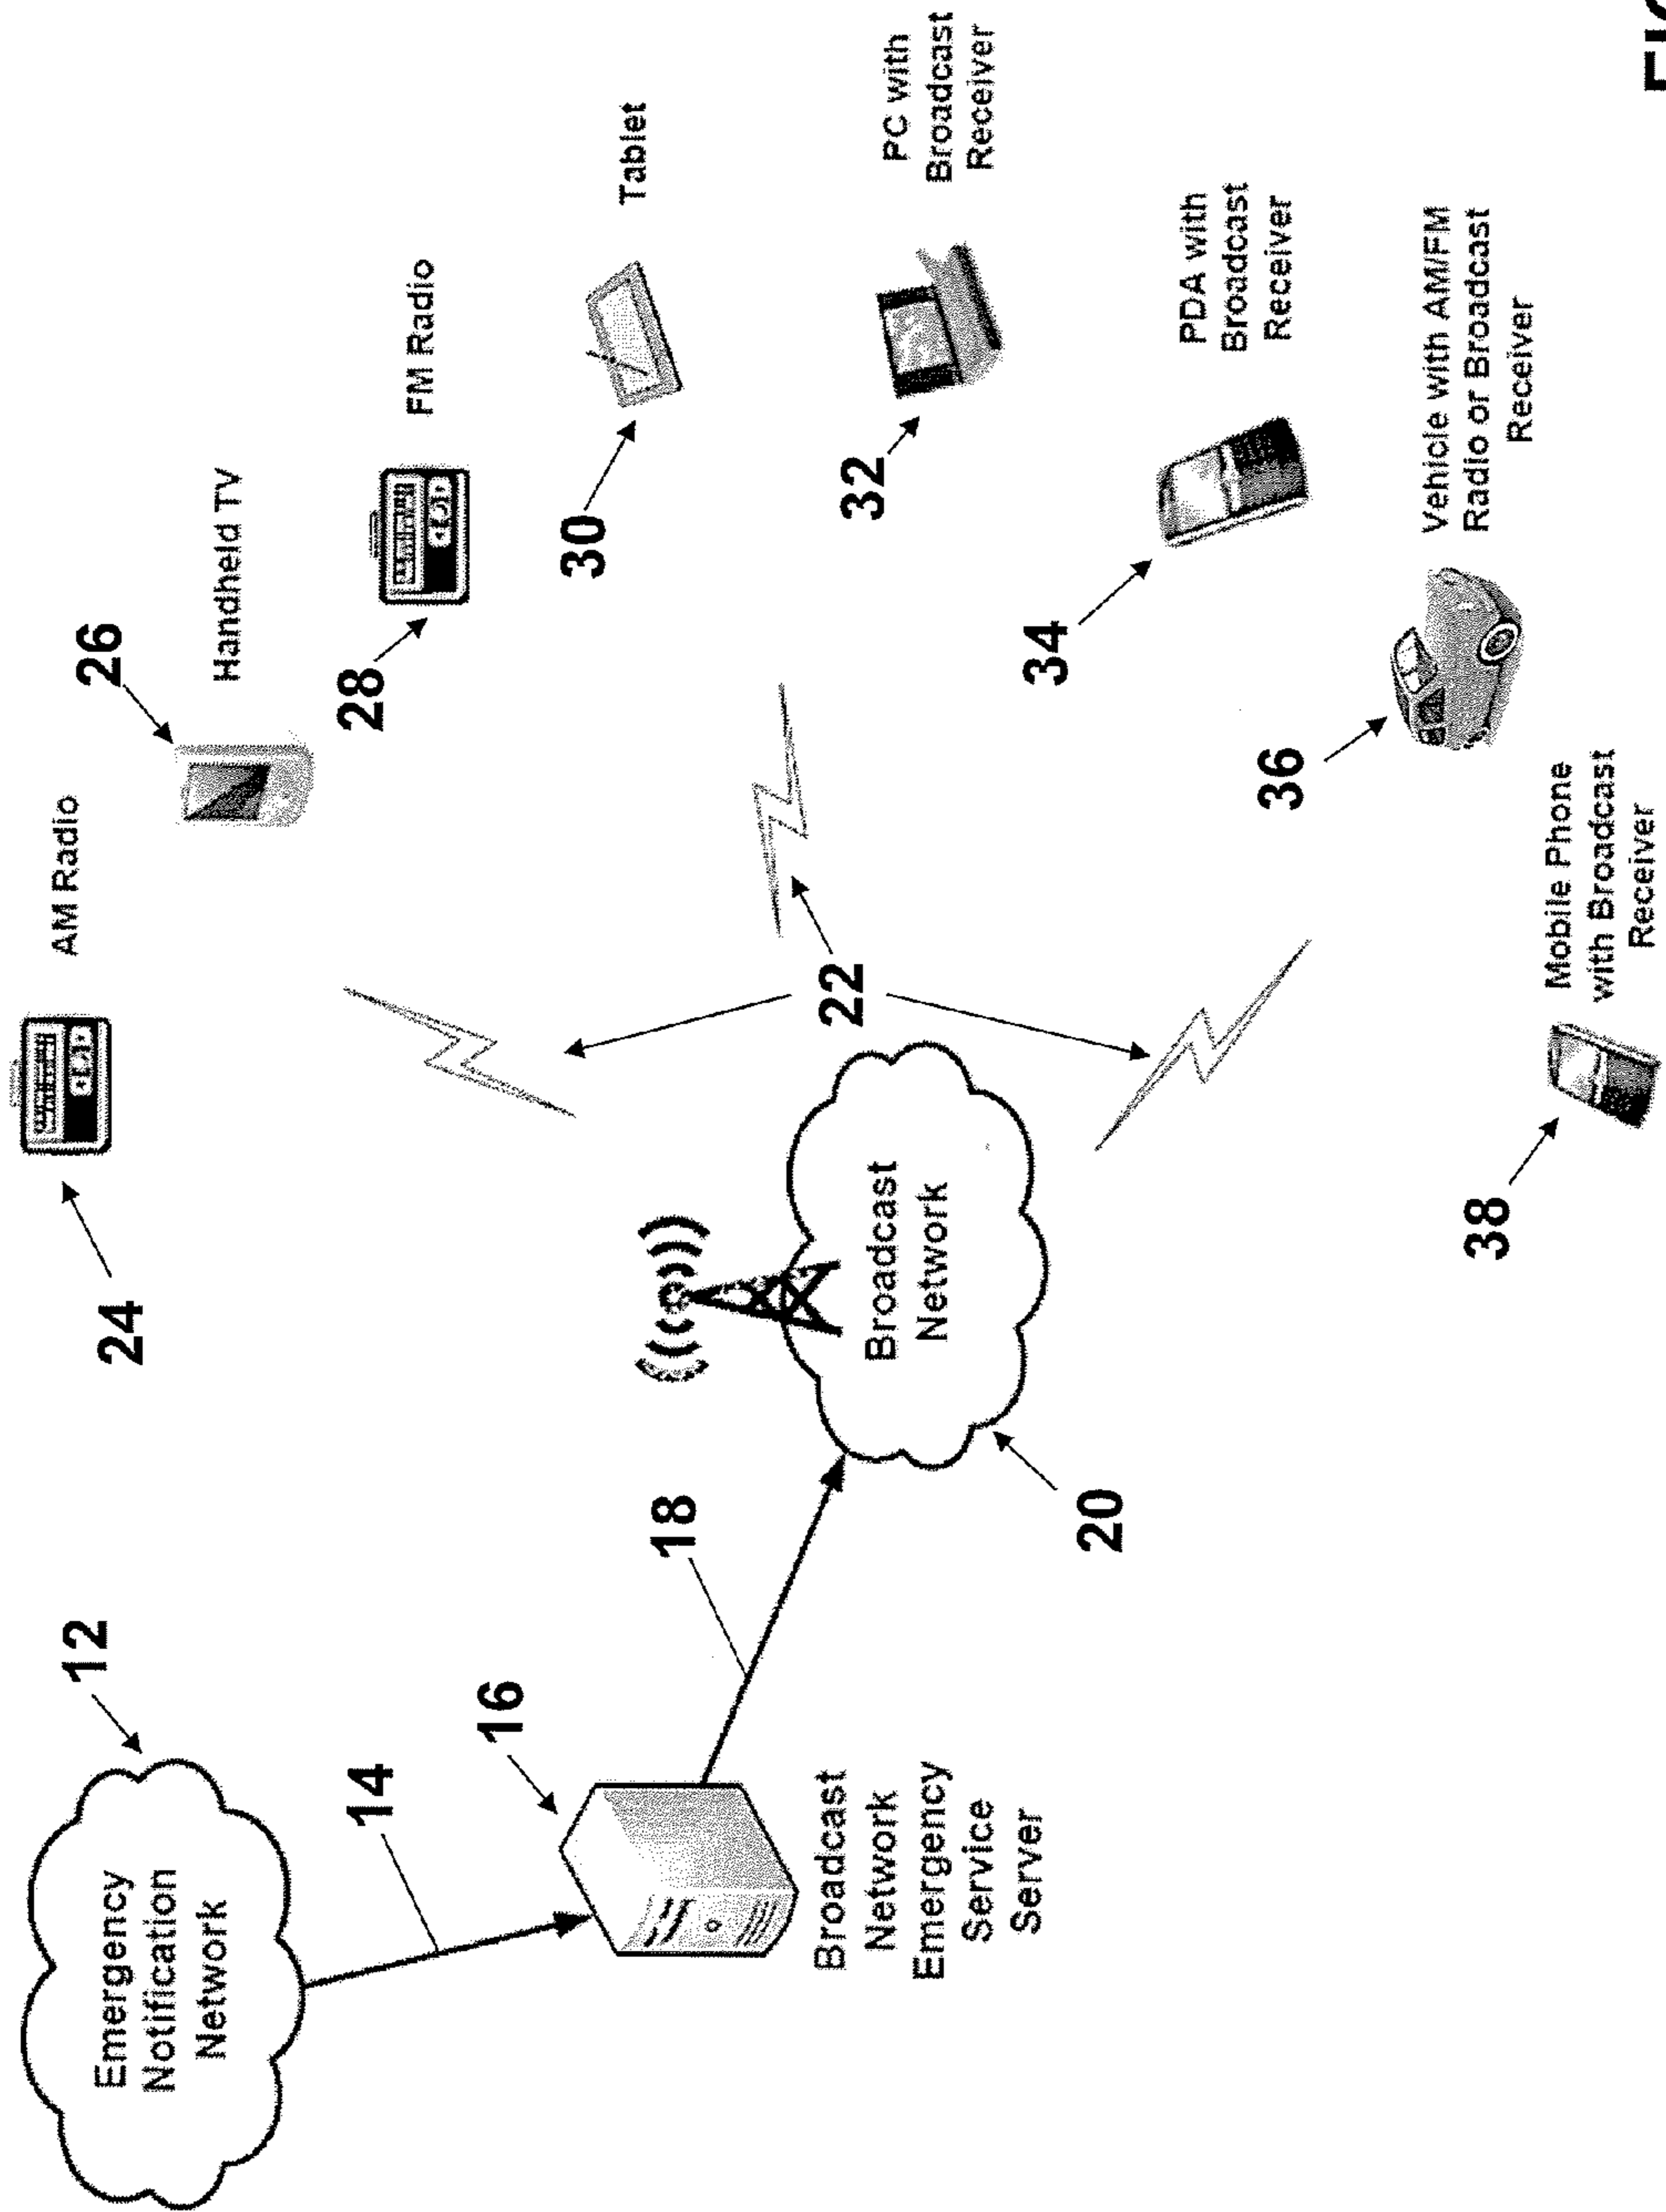 12
Emergency
Notification
Network
14
16
Broadcast
Network
Emergency
Service
Server
18
20
Broadcast
Network
22
24
AM Radio
26
Handheld TV
28
FM Radio
30
Tablet
32
PC with
Broadcast
Receiver
34
PDA with
Broadcast
Receiver
36
Vehicle with AM/FM
Radio or Broadcast
Receiver
38
Mobile Phone
with Broadcast
Receiver